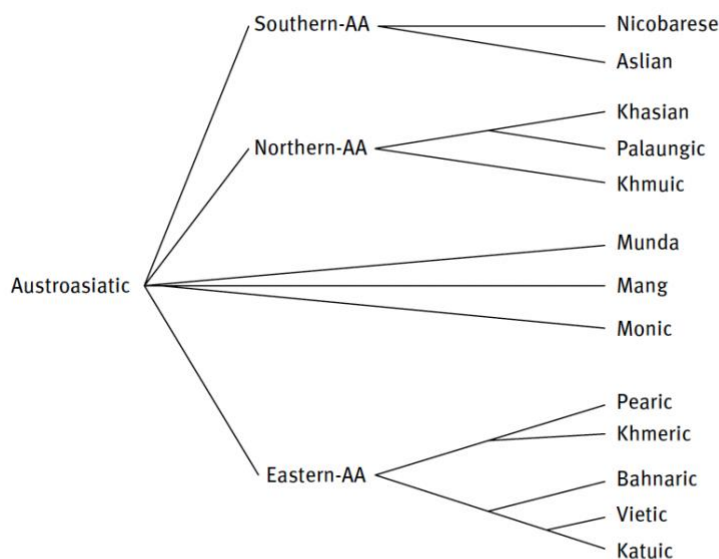 Southern-AA
Nicobarese
Aslian
Khasian
Northern-AA
Palaungic
Khmuic
Munda
Austroasiatic
Mang
Monic
Pearic
Khmeric
Eastern-AA
Bahnaric
Vietic
Katuic